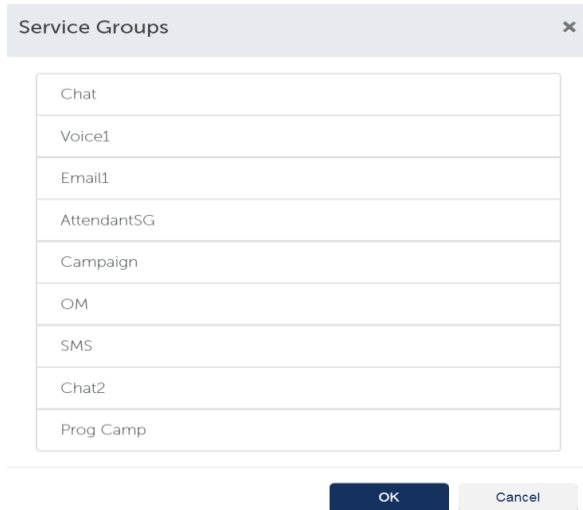 Service Groups
Chat
Voice1
Email1
AttendantSG
Campaign
OM
SMS
Chat2
Prog Camp
OK Cancel